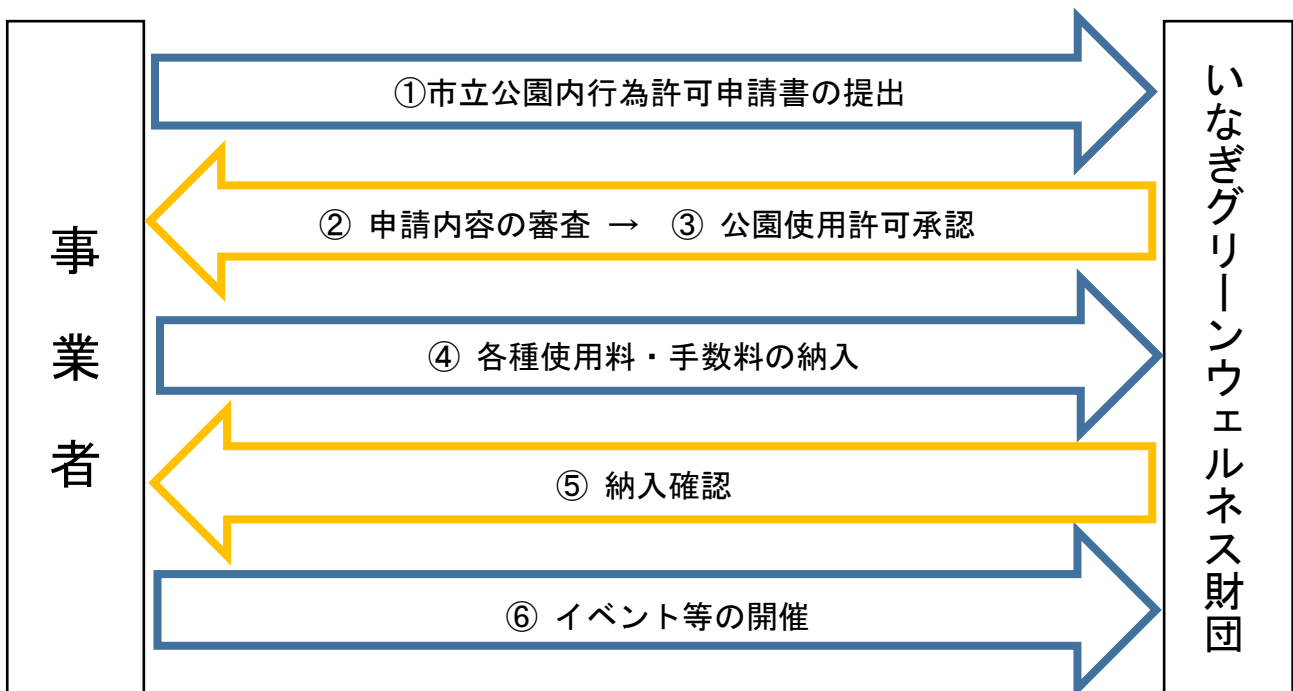 事業者
①市立公園内行為許可申請書の提出
② 申請内容の審査 → ③ 公園使用許可承認
④ 各種使用料・手数料の納入
⑤ 納入確認
⑥ イベント等の開催
いなぎグリーンウェルネス財団